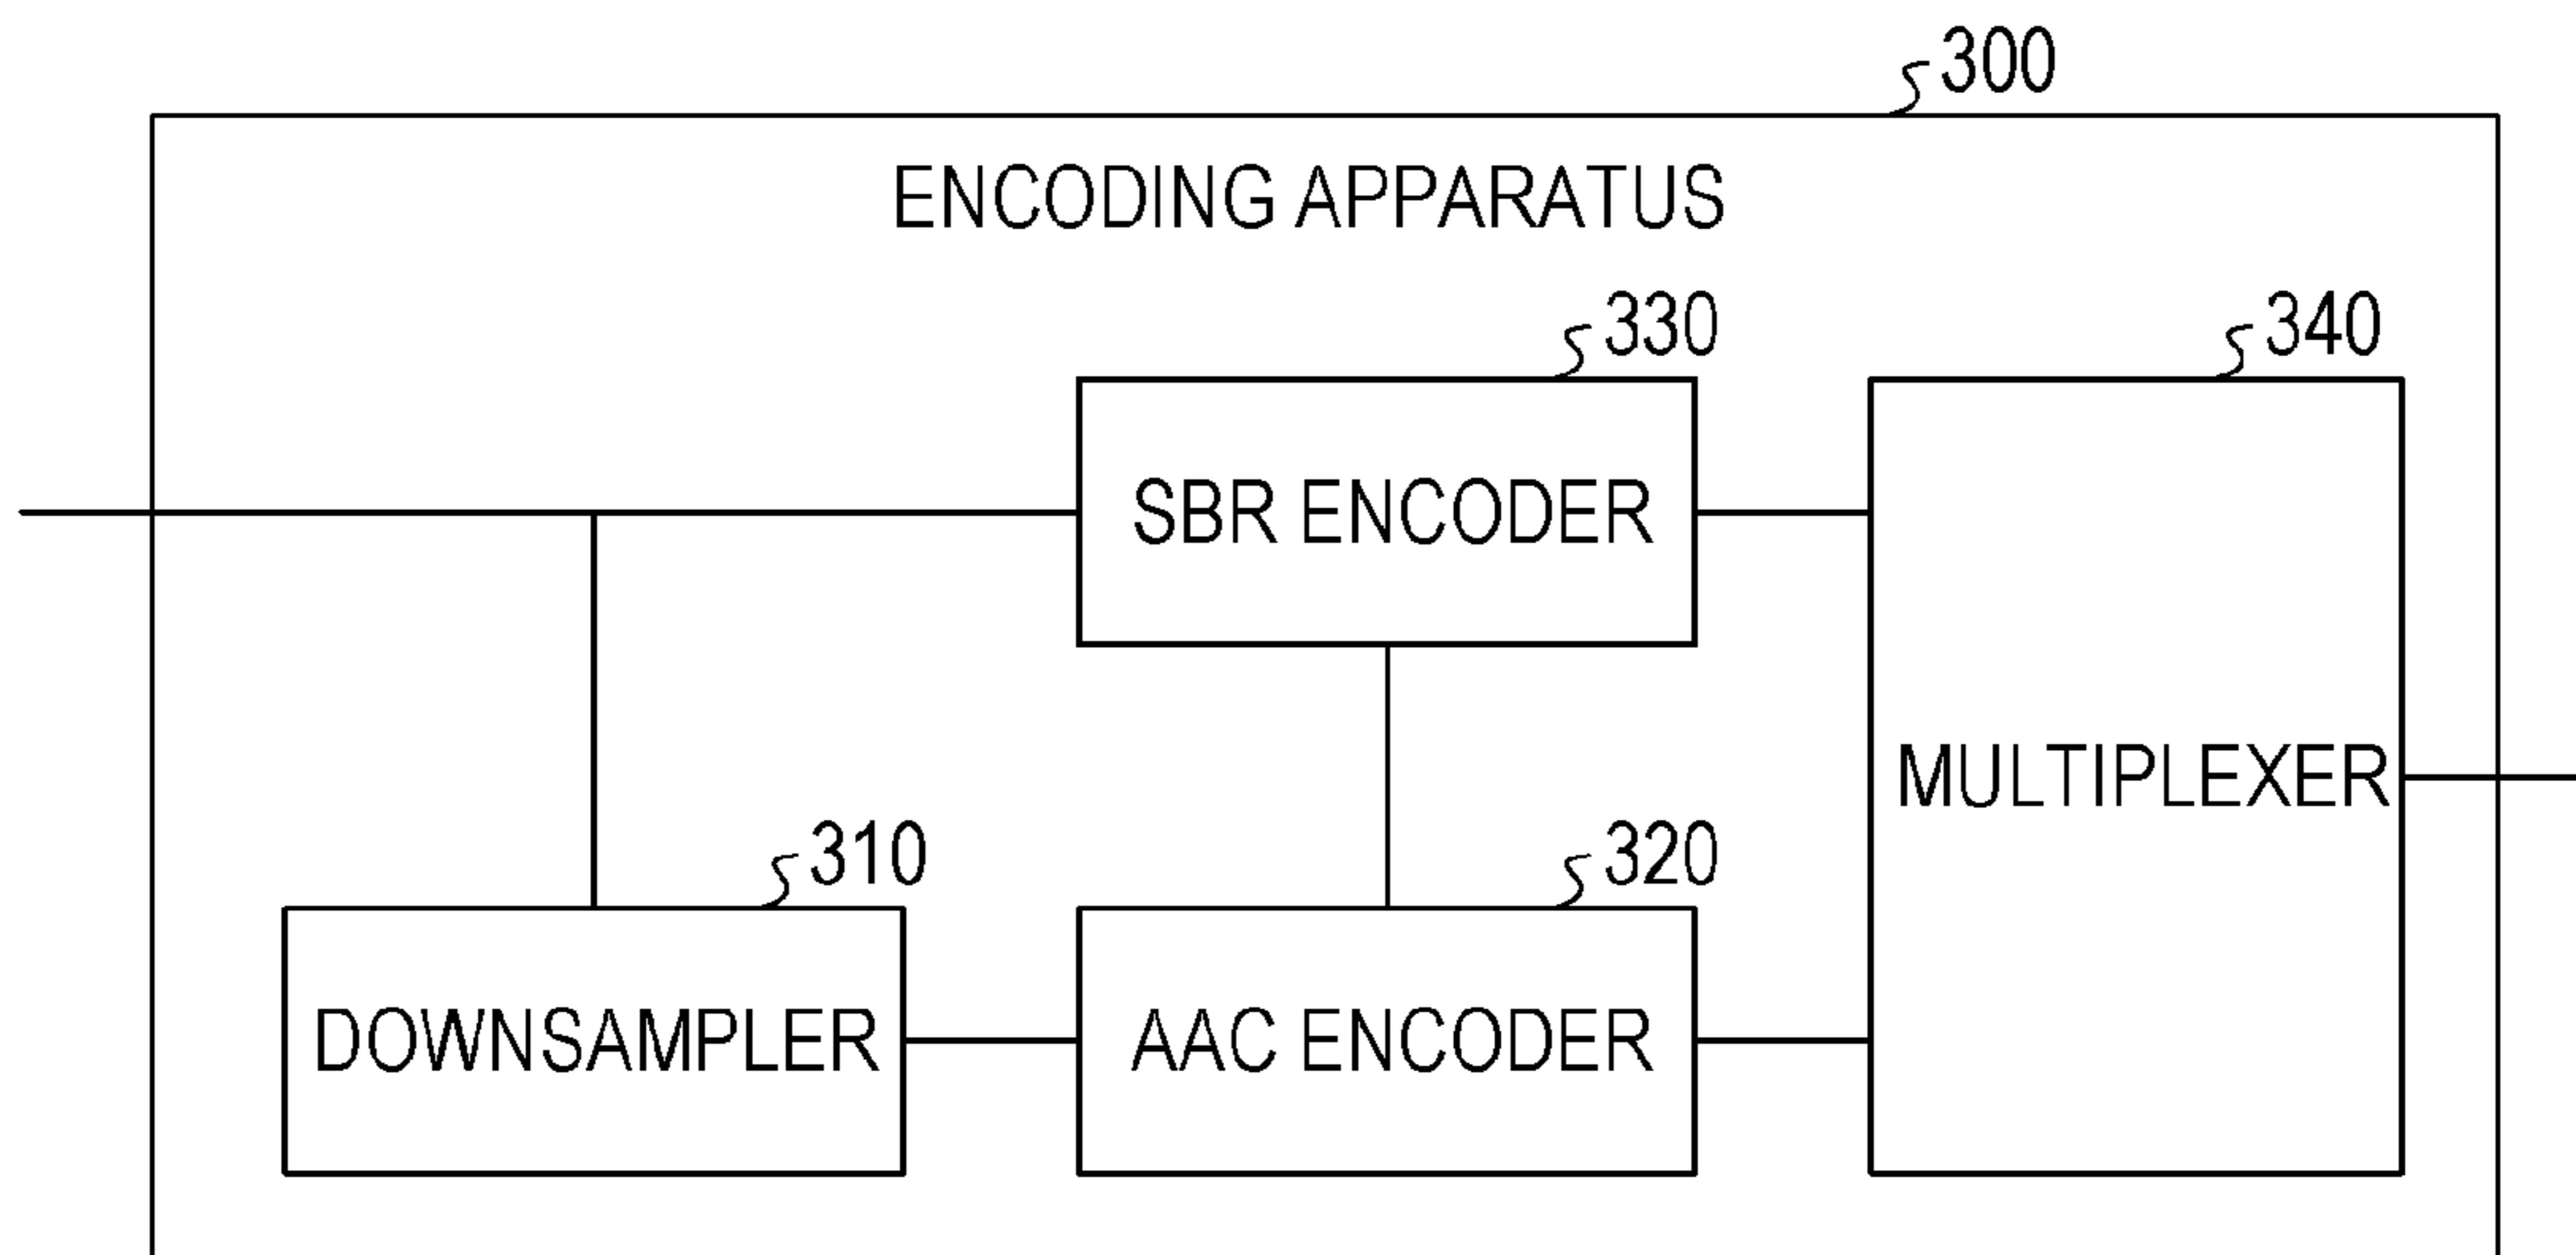 300
ENCODING APPARATUS
330
340
SBR ENCODER
MULTIPLEXER
310
320
DOWNSAMPLER
AAC ENCODER